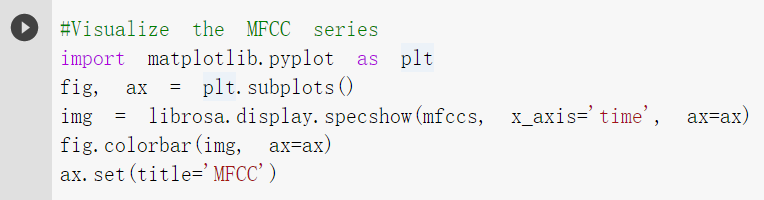 #Visualize the MFCC series
import matplotlib.pyplot as plt
fig, ax = plt.subplots()
img = librosa.display.specshow(mfccs, x_axis='time', ax=ax)
fig.colorbar(img, ax=ax)
ax.set(title='MFCC')